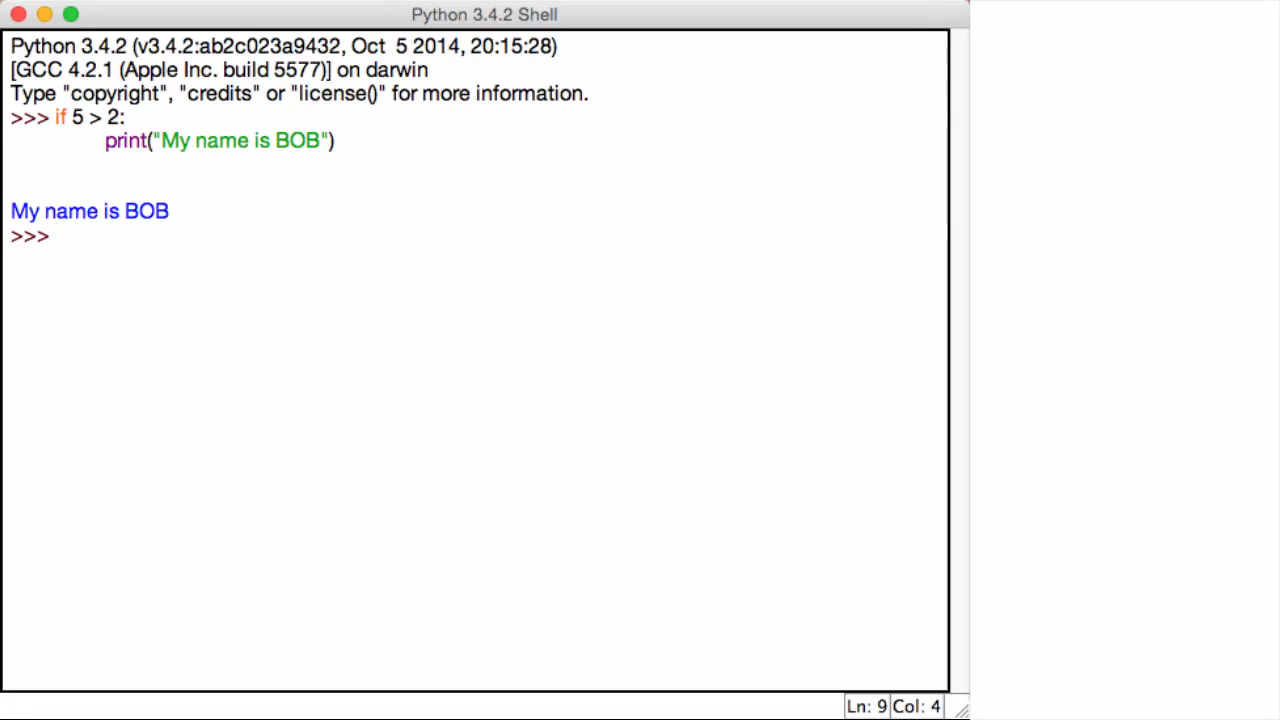 Python 3.4.2 Shell
Python 3.4.2 (v3.4.2:ab2c023a9432, Oct  5 2014, 20:15:28)
[GCC 4.2.1 (Apple Inc. build 5577)] on darwin
Type "copyright", "credits" or "license()" for more information.
>>> if 5 > 2:
	print("My name is BOB")
My name is BOB
>>>
Ln: 9 Col: 4